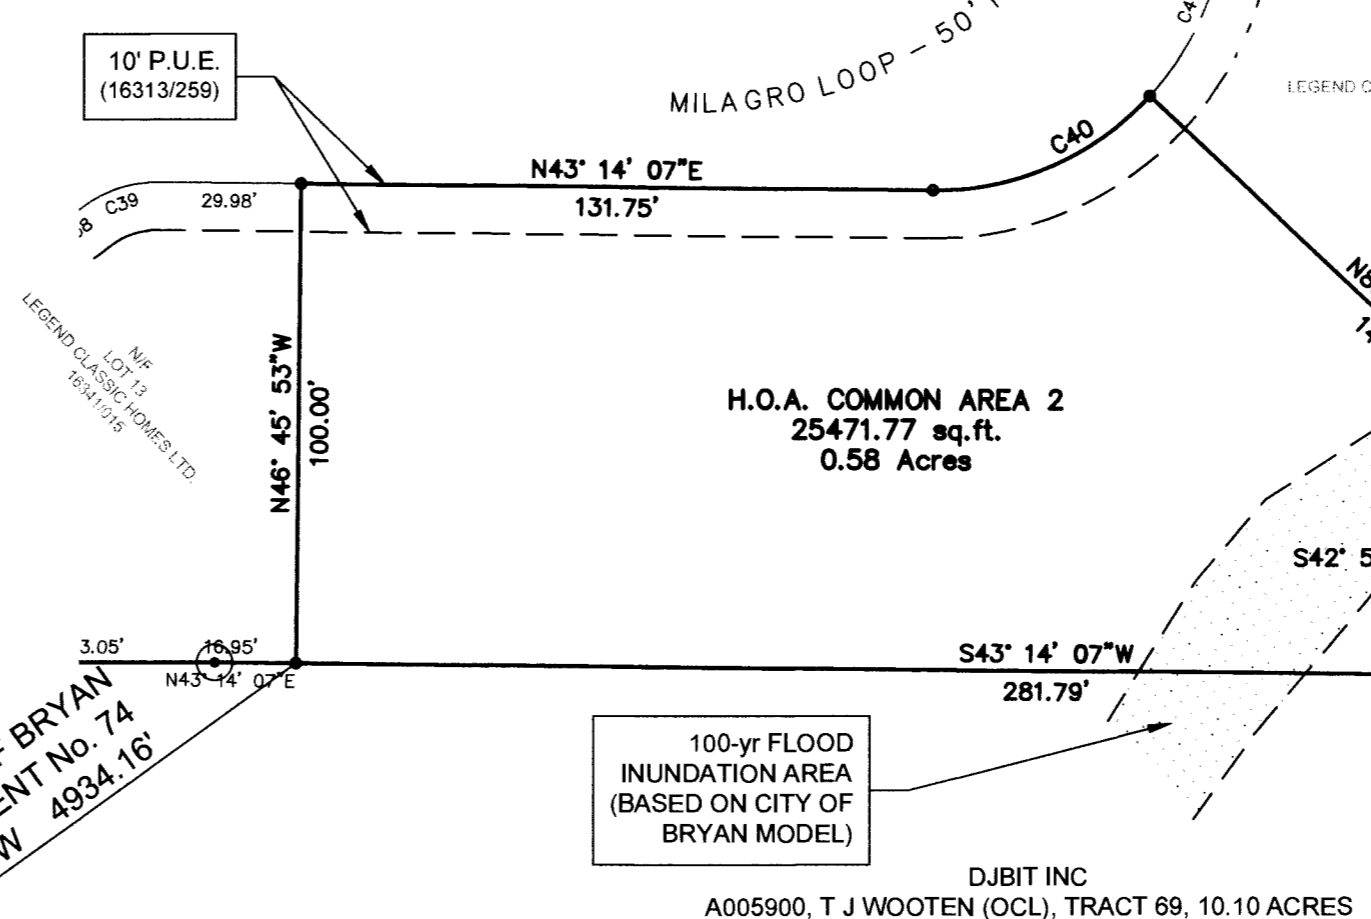 10' P.U.E.
(16313/259)
MILAGRO LOOP - 50'
C4
LEGEND
C40
N43° 14' 07"E
131.75'
29.98'
C39
N/F
LOT 13
LEGEND CLASSIC HOMES LTD.
16341/015
N46° 45' 53"W
100.00'
H.O.A. COMMON AREA 2
25471.77 sq.ft.
0.58 Acres
S42° 5
3.05'
16.95'
N43° 14' 07"E
S43° 14' 07"W
281.79'
BRYAN
ENT No. 74
W 4934.16'
100-yr FLOOD
INUNDATION AREA
(BASED ON CITY OF
BRYAN MODEL)
DJBIT INC
A005900, T J WOOTEN (OCL), TRACT 69, 10.10 ACRES